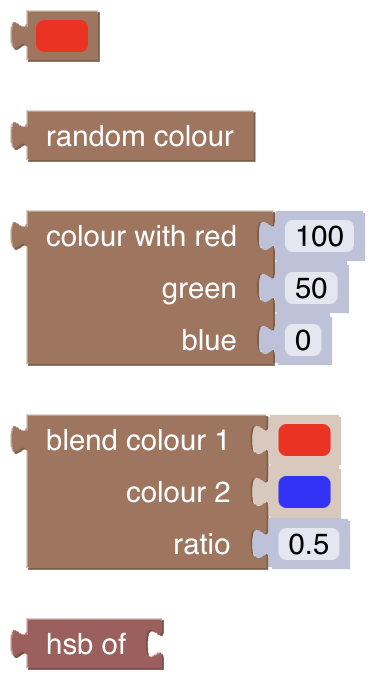 random colour
colour with red 100
green 50
blue 0
blend colour 1
colour 2
ratio 0.5
hsb of